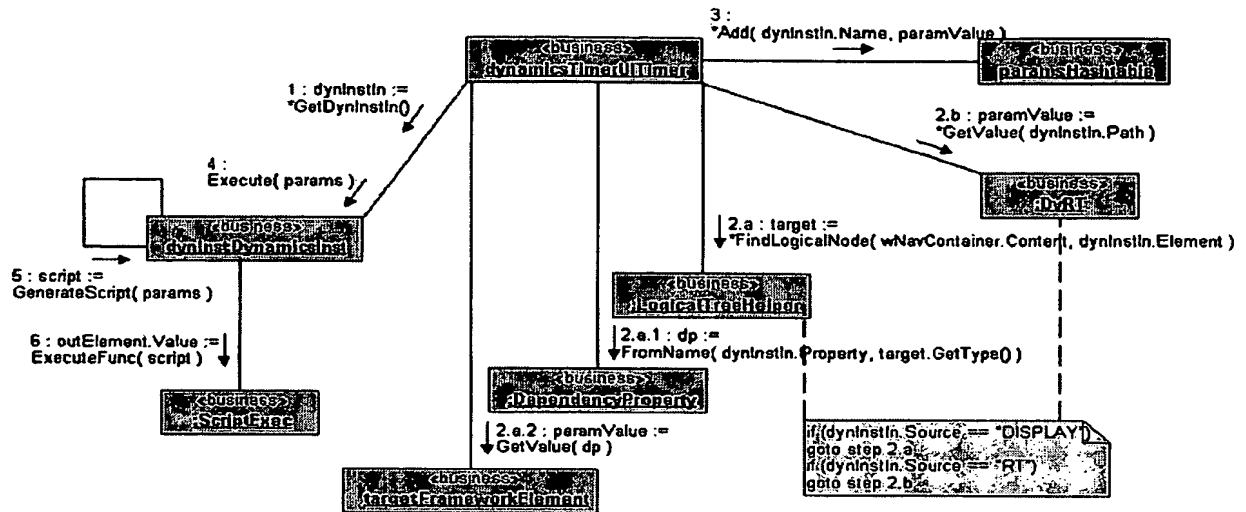 3 :
*Add( dynInstIn.Name, paramValue )
<business>
dynamicsTimerUITimer
<business>
paramsHashtable
1 : dynInstIn :=
*GetDynInstIn()
2.b : paramValue :=
*GetValue( dynInstIn.Path )
4 :
Execute( params )
<business>
:DvRT
<business>
dynInstDynamicsInst
2.a : target :=
*FindLogicalNode( wNavContainer.Content, dynInstIn.Element )
5 : script :=
GenerateScript( params )
<business>
:LogicalTreeHelper
6 : outElement.Value :=
ExecuteFunc( script )
2.a.1 : dp :=
FromName( dynInstIn.Property, target.GetType() )
<business>
:DependencyProperty
<business>
:ScriptExec
2.a.2 : paramValue :=
GetValue( dp )
if (dynInstIn.Source == "DISPLAY")
goto step 2.a
if (dynInstIn.Source == "RT")
goto step 2.b
<business>
targetFrameworkElement